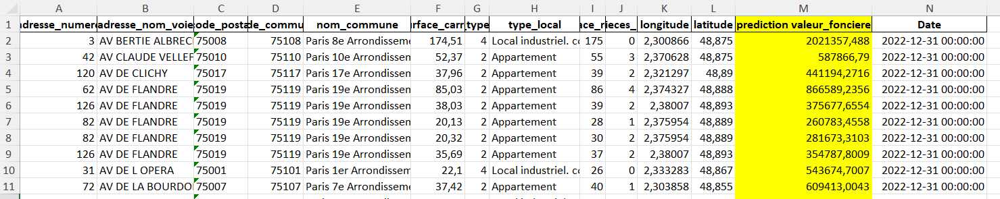 A B C D E F G H I J K L M N
1 dresse_numero dresse_nom_voie code_posta de_commu nom_commune rface_carr _type type_local ace_r ieces_ longitude latitude prediction valeur_fonciere Date
2 3 AV BERTIE ALBREC 75008 75108 Paris 8e Arrondisseme 174,51 4 Local industriel. co 175 0 2,300866 48,875 2021357,488 2022-12-31 00:00:00
3 42 AV CLAUDE VELLEF 75010 75110 Paris 10e Arrondissem 52,37 2 Appartement 55 3 2,370628 48,875 587866,79 2022-12-31 00:00:00
4 120 AV DE CLICHY 75017 75117 Paris 17e Arrondissem 37,96 2 Appartement 39 2 2,321297 48,89 441194,2716 2022-12-31 00:00:00
5 62 AV DE FLANDRE 75019 75119 Paris 19e Arrondissem 85,03 2 Appartement 86 4 2,374327 48,888 866589,2356 2022-12-31 00:00:00
6 126 AV DE FLANDRE 75019 75119 Paris 19e Arrondissem 38,03 2 Appartement 39 2 2,38007 48,893 375677,6554 2022-12-31 00:00:00
7 82 AV DE FLANDRE 75019 75119 Paris 19e Arrondissem 20,13 2 Appartement 28 1 2,375954 48,889 260783,4558 2022-12-31 00:00:00
8 82 AV DE FLANDRE 75019 75119 Paris 19e Arrondissem 20,32 2 Appartement 30 2 2,375954 48,889 281673,3103 2022-12-31 00:00:00
9 126 AV DE FLANDRE 75019 75119 Paris 19e Arrondissem 35,69 2 Appartement 37 2 2,38007 48,893 354787,8009 2022-12-31 00:00:00
10 31 AV DE L OPERA 75001 75101 Paris 1er Arrondissem 22,1 4 Local industriel. co 26 0 2,333283 48,867 543674,7007 2022-12-31 00:00:00
11 72 AV DE LA BOURDO 75007 75107 Paris 7e Arrondisseme 37,42 2 Appartement 40 1 2,303858 48,855 609413,0043 2022-12-31 00:00:00